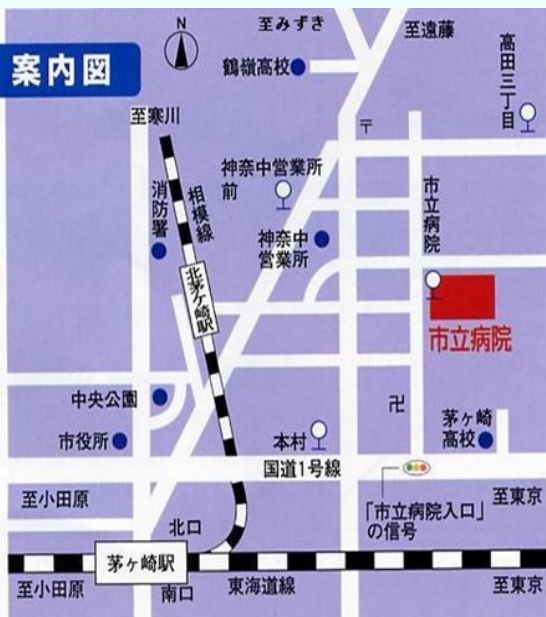 案内図
N
至みずき
至遠藤
鶴嶺高校
高田三丁目
至寒川
〒
神奈中営業所
前
市立病院
消防署
相模線
神奈中
営業所
北茅ヶ崎駅
市立病院
中央公園
卍
茅ヶ崎
高校
市役所
本村
国道1号線
至小田原
「市立病院入口」
の信号
至東京
北口
茅ヶ崎駅
至小田原
南口
東海道線
至東京